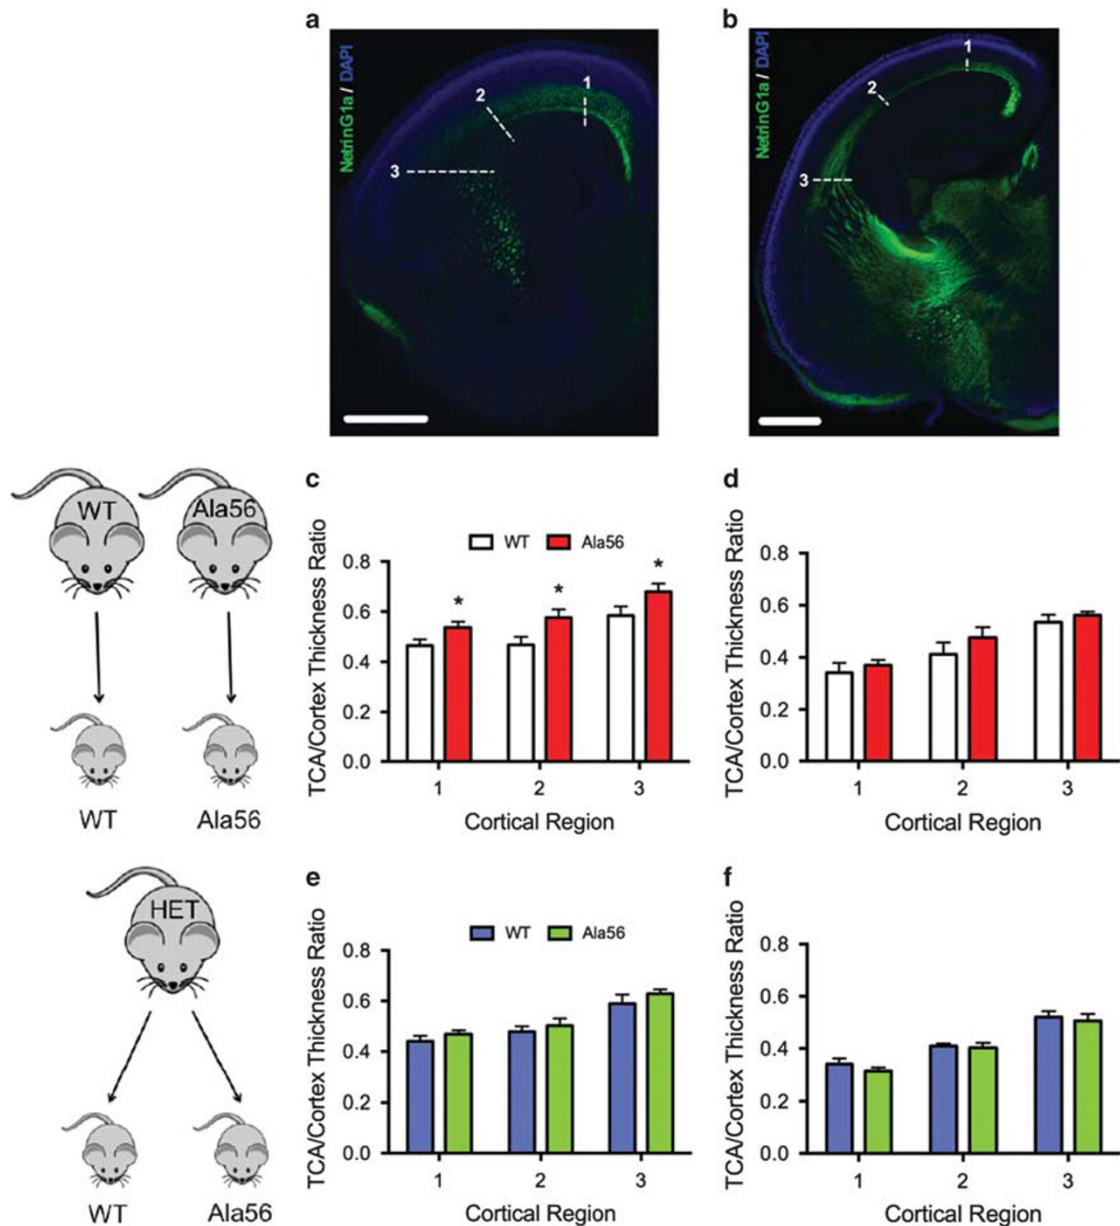 a
NetrinG1a / DAPI
1
2
3
b
NetrinG1a / DAPI
1
2
3
WT
Ala56
WT
Ala56
c
WT
Ala56
TCA/Cortex Thickness Ratio
0.8
0.6
0.4
0.2
0.0
*
*
*
1
2
3
Cortical Region
d
TCA/Cortex Thickness Ratio
0.8
0.6
0.4
0.2
0.0
1
2
3
Cortical Region
HET
WT
Ala56
e
WT
Ala56
TCA/Cortex Thickness Ratio
0.8
0.6
0.4
0.2
0.0
1
2
3
Cortical Region
f
TCA/Cortex Thickness Ratio
0.8
0.6
0.4
0.2
0.0
1
2
3
Cortical Region